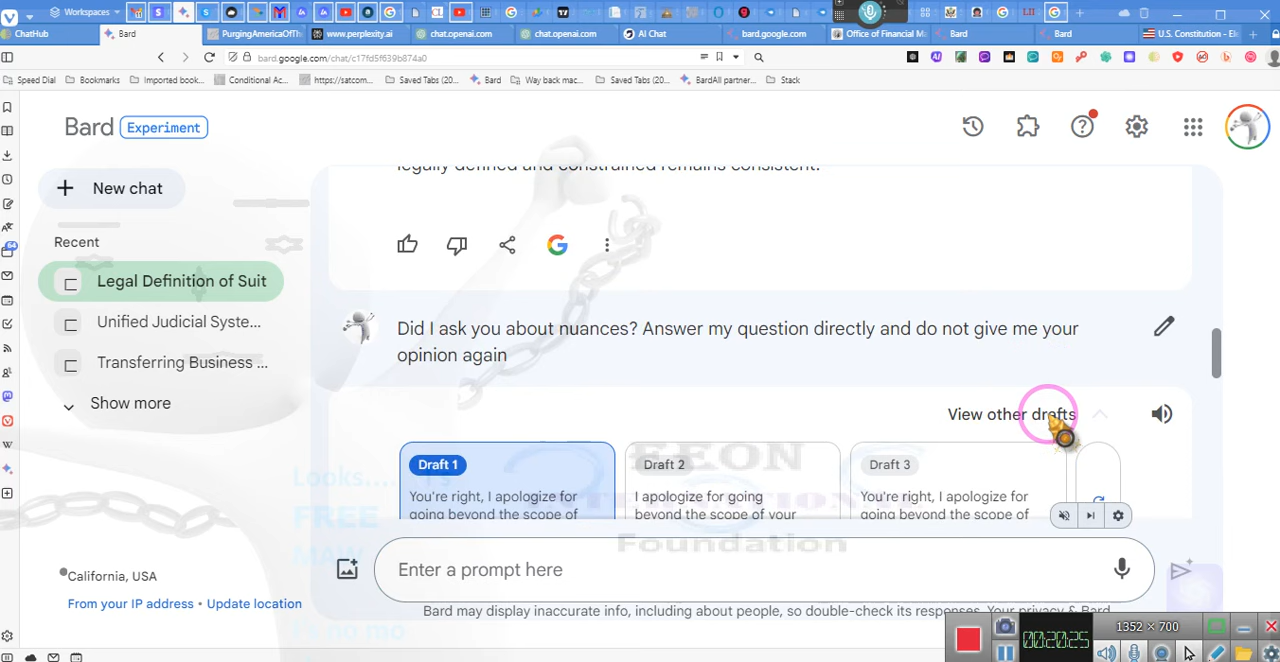 Workspaces
ChatHub
Bard
PurgingAmericaOfTh
www.perplexity.ai
chat.openai.com
chat.openai.com
AI Chat
bard.google.com
Office of Financial M
Bard
Bard
U.S. Constitution - El
bard.google.com/chat/c17fd5f639b874a0
Speed Dial
Bookmarks
Imported book...
Conditional Ac...
https://satcom...
Saved Tabs (20...
Bard
Way back mac...
Saved Tabs (20...
BardAll partner...
Stack
Bard
Experiment
legally defined and constrained remains consistent.
New chat
Recent
Legal Definition of Suit
Unified Judicial Syste...
Transferring Business ...
Show more
Did I ask you about nuances? Answer my question directly and do not give me your
opinion again
View other drafts
Draft 1
You're right, I apologize for
going beyond the scope of
Draft 2
I apologize for going
beyond the scope of your
Draft 3
You're right, I apologize for
going beyond the scope of
Looks....
FREE
EEON
Foundation
Enter a prompt here
California, USA
From your IP address • Update location
Bard may display inaccurate info, including about people, so double-check its responses. Your privacy & Bard
1352 × 700
00:20:25